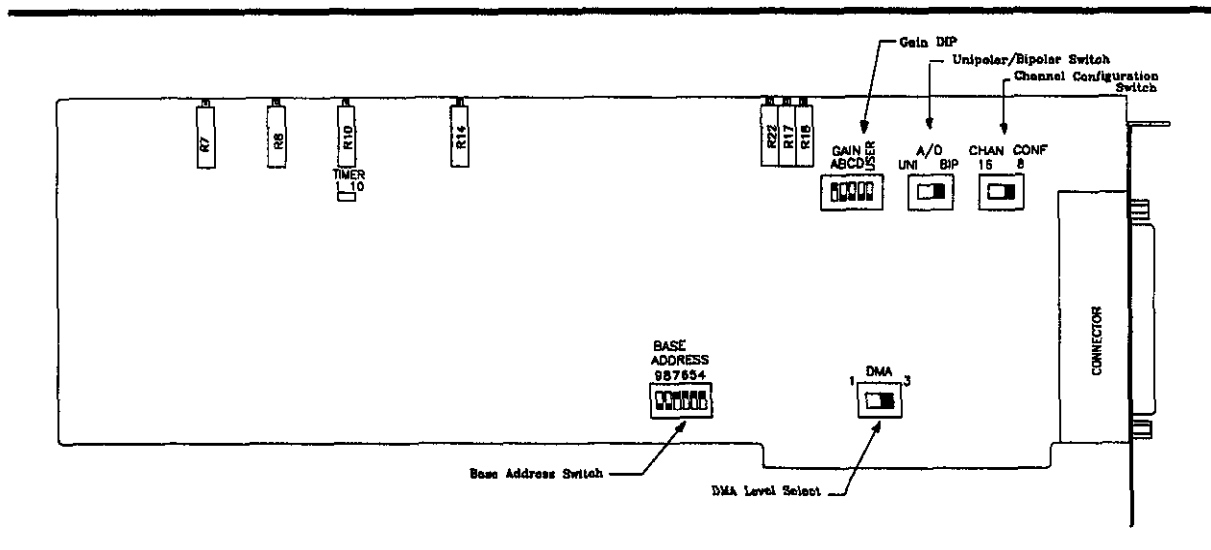 Gain DIP
Unipolar/Bipolar Switch
Channel Configuration
Switch
R7
R8
R10
R14
R22
R17
R18
TIMER
1 10
GAIN
ABCD
USER
A/D
UNI BIP
CHAN CONF
16 8
CONNECTOR
BASE
ADDRESS
987654
DMA
1 3
Base Address Switch
DMA Level Select